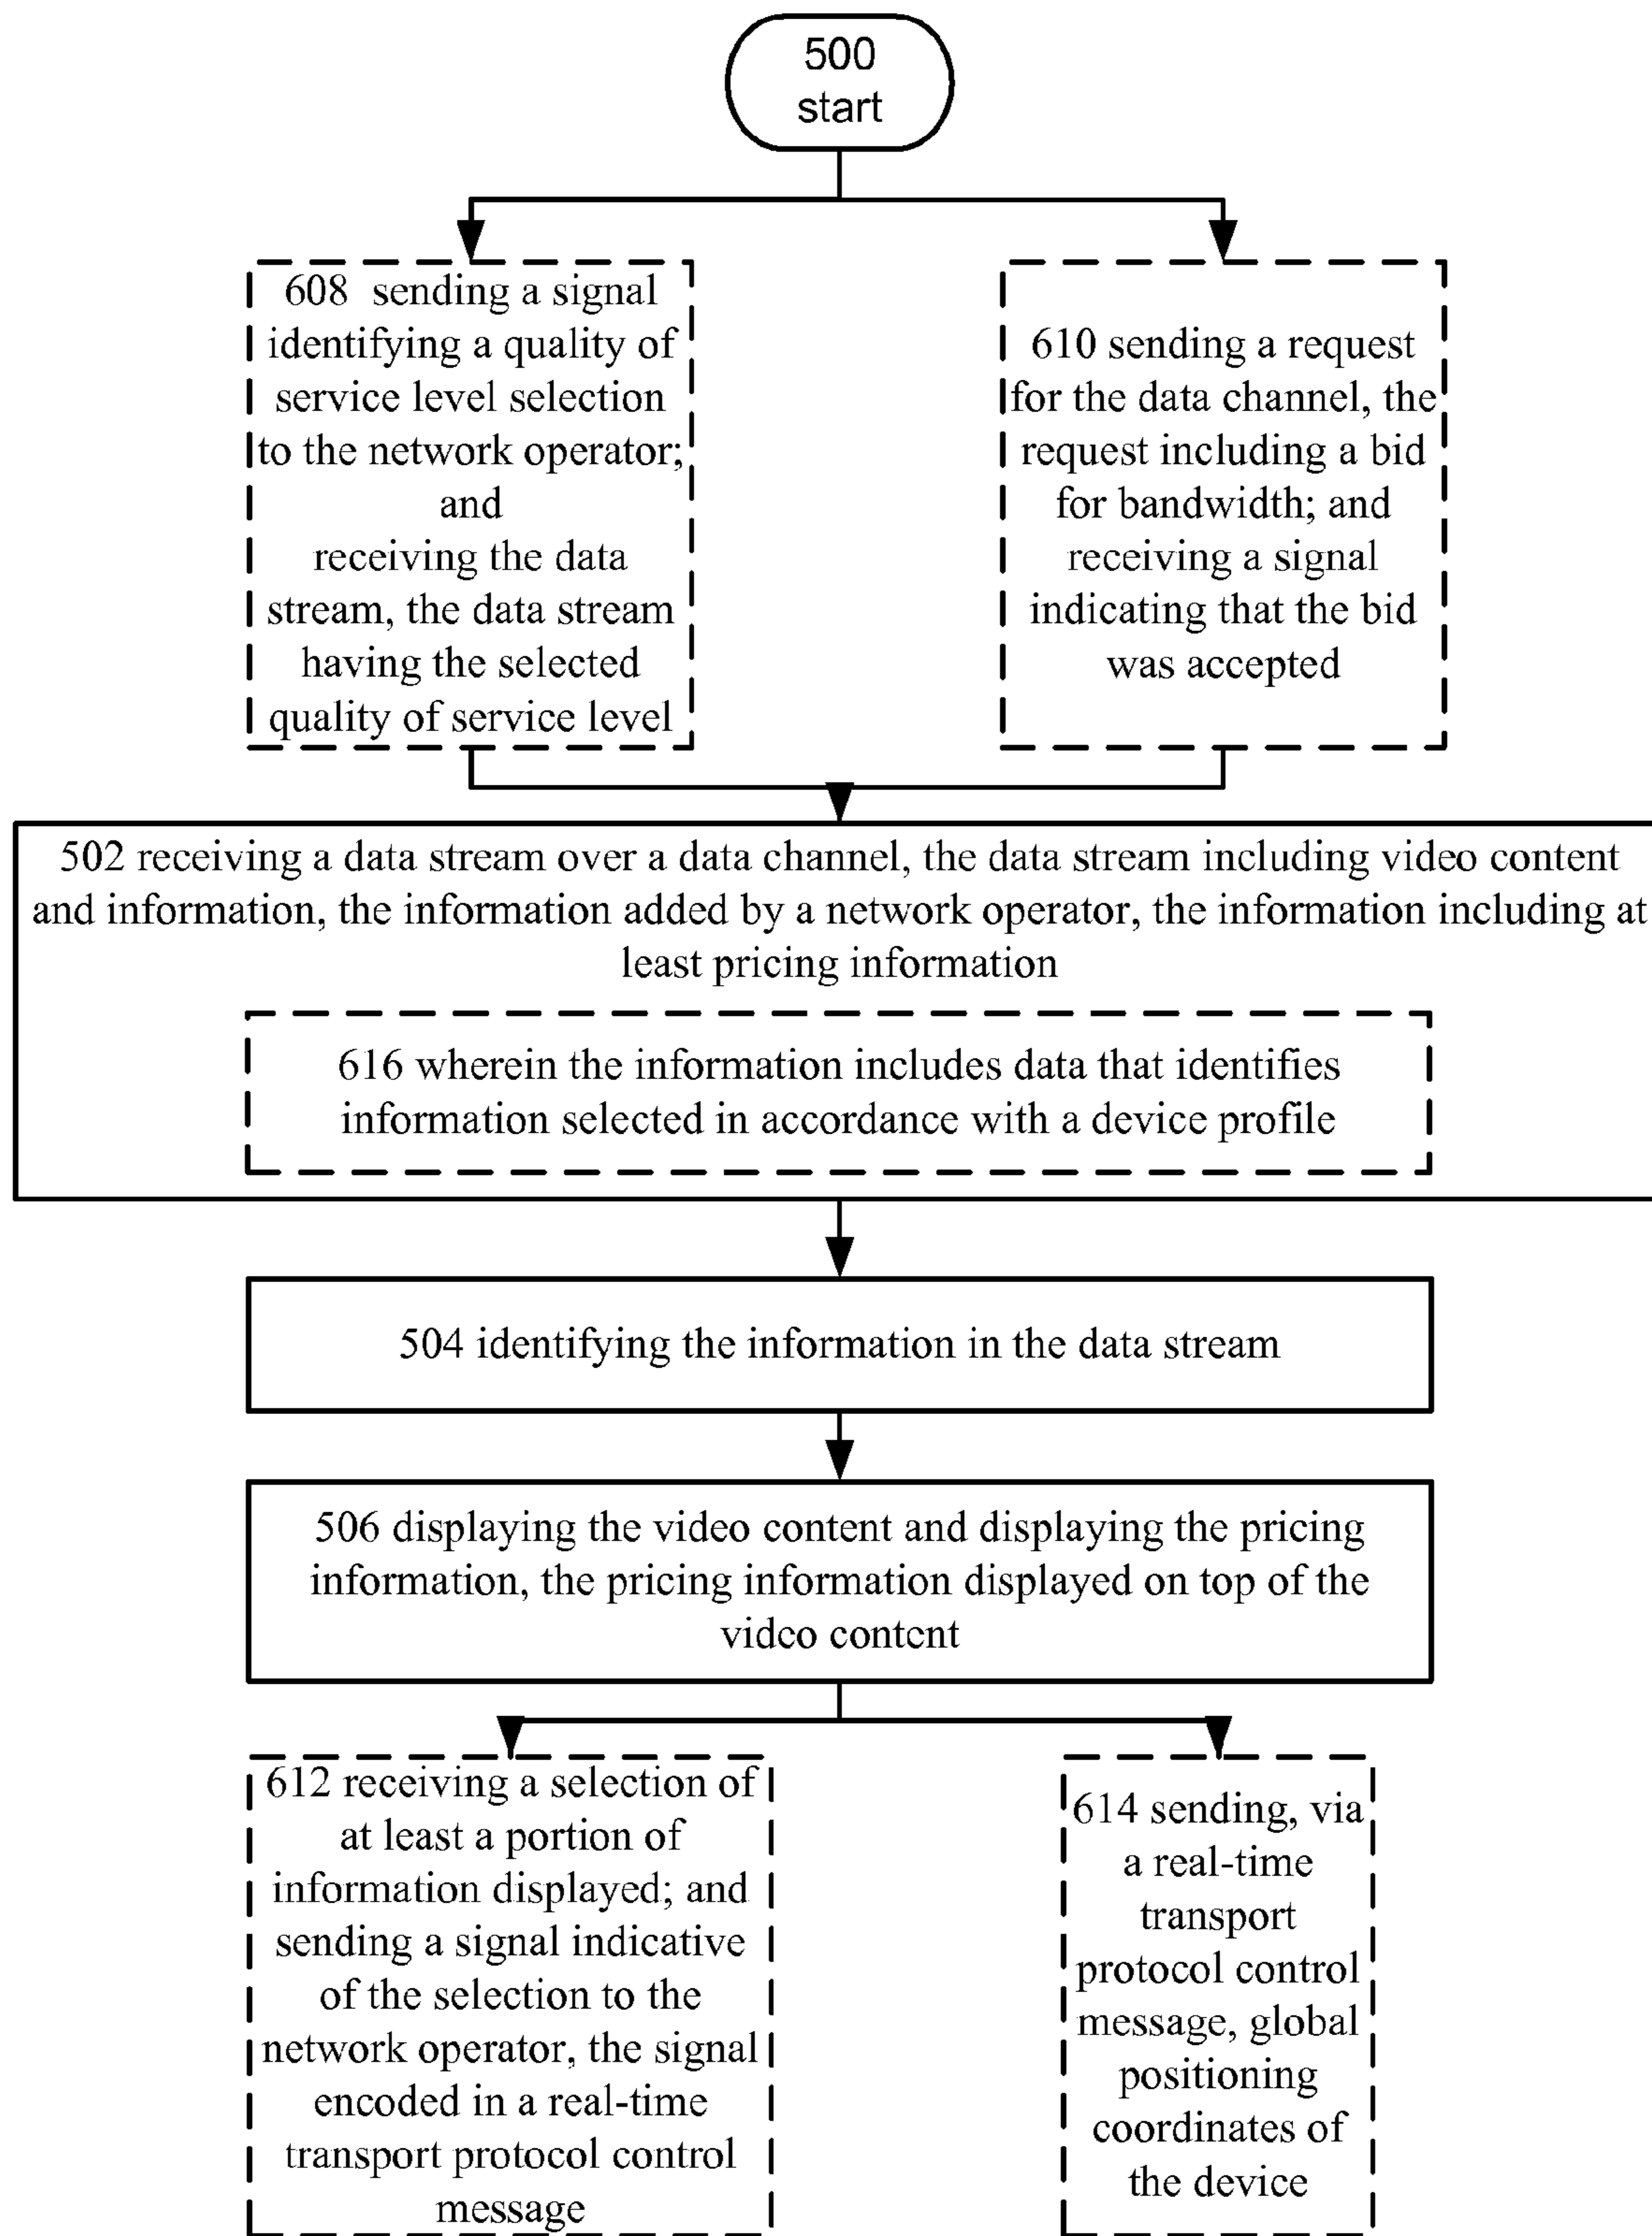 500
start
608 sending a signal
identifying a quality of
service level selection
to the network operator;
and
receiving the data
stream, the data stream
having the selected
quality of service level
610 sending a request
for the data channel, the
request including a bid
for bandwidth; and
receiving a signal
indicating that the bid
was accepted
502 receiving a data stream over a data channel, the data stream including video content
and information, the information added by a network operator, the information including at
least pricing information
616 wherein the information includes data that identifies
information selected in accordance with a device profile
504 identifying the information in the data stream
506 displaying the video content and displaying the pricing
information, the pricing information displayed on top of the
video content
612 receiving a selection of
at least a portion of
information displayed; and
sending a signal indicative
of the selection to the
network operator, the signal
encoded in a real-time
transport protocol control
message
614 sending, via
a real-time
transport
protocol control
message, global
positioning
coordinates of
the device